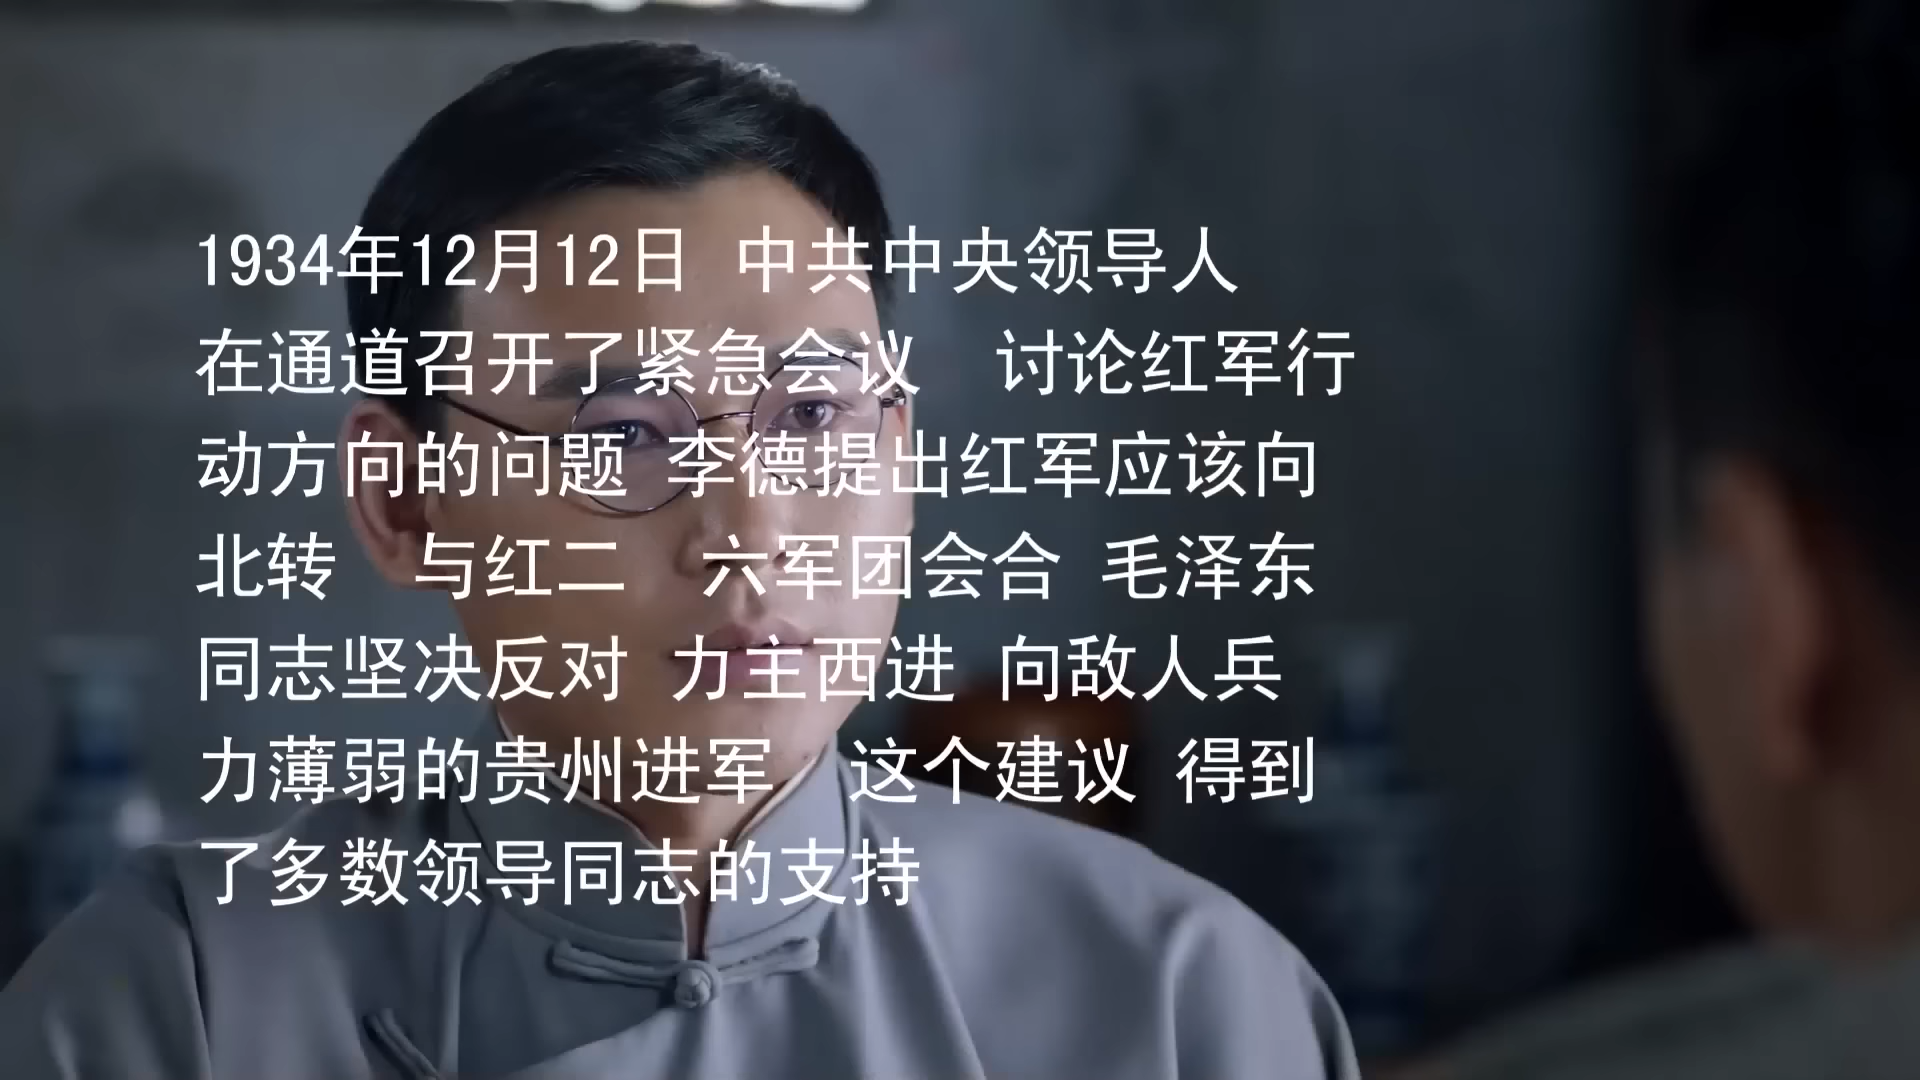 1934年12月12日 中共中央领导人
在通道召开了紧急会议 讨论红军行
动方向的问题 李德提出红军应该向
北转 与红二 六军团会合 毛泽东
同志坚决反对 力主西进 向敌人兵
力薄弱的贵州进军 这个建议 得到
了多数领导同志的支持